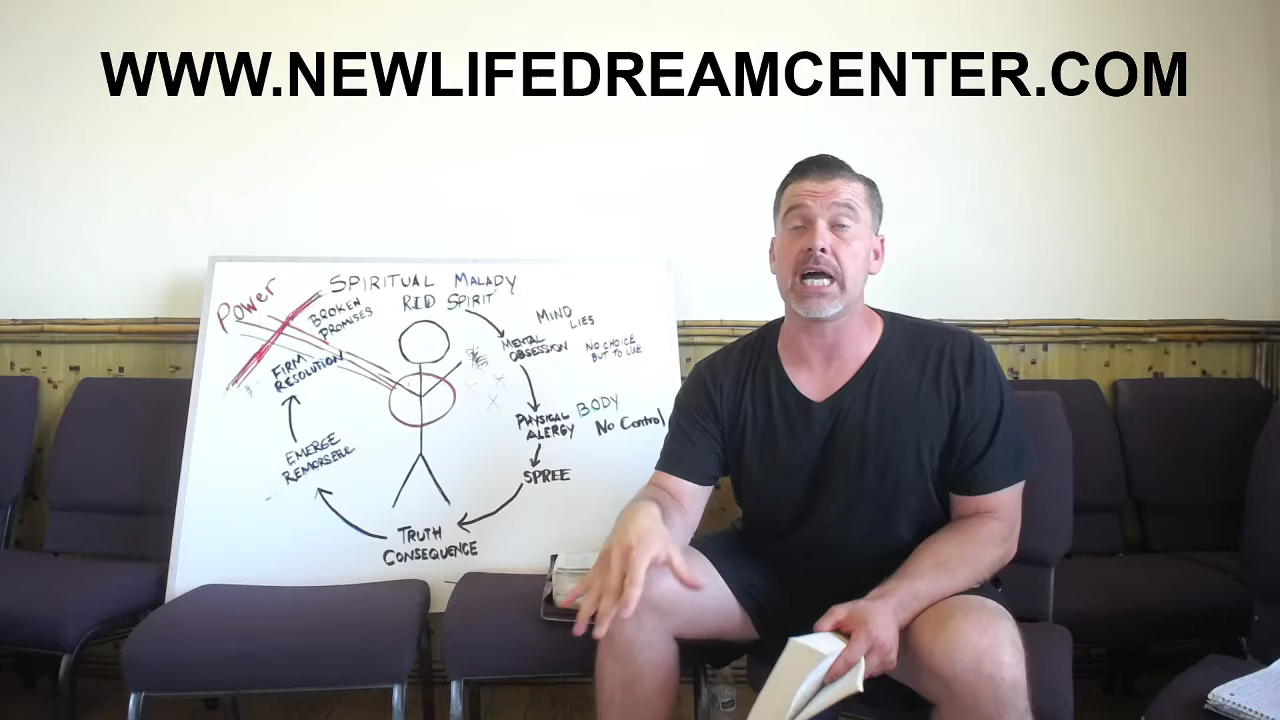 WWW.NEWLIFEDREAMCENTER.COM
Power
SPIRITUAL MALADY
RID SPIRIT
BROKEN
PROMISES
MIND
LIES
MENTAL
OBSESSION
NO CHOICE
BUT TO USE
FIRM
RESOLUTION
PHYSICAL
ALERGY
BODY
No Control
EMERGE
REMORSEFUL
SPREE
TRUTH
CONSEQUENCE